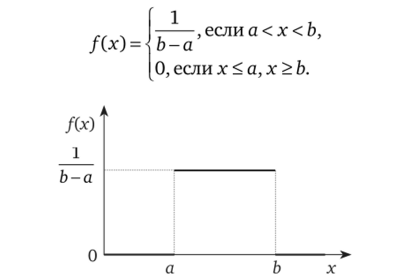 f(x) = { 1/(b – a), если a < x < b,
0, если x ≤ a, x ≥ b.
f(x)
1/(b – a)
0
a b x